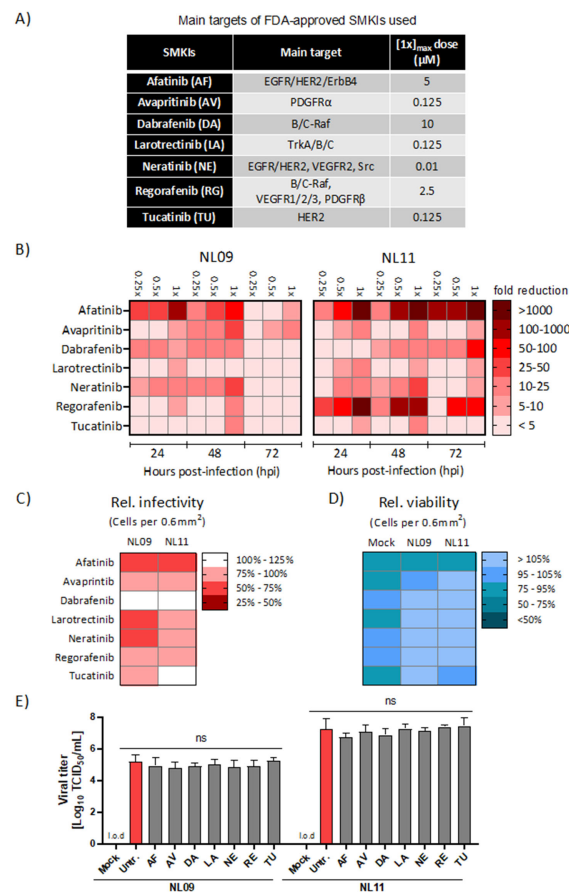 A)
Main targets of FDA-approved SMKIs used
SMKIs Main target [1x]max dose (μM)
Afatinib (AF) EGFR/HER2/ErbB4 5
Avapritinib (AV) PDGFRα 0.125
Dabrafenib (DA) B/C-Raf 10
Larotrectinib (LA) TrkA/B/C 0.125
Neratinib (NE) EGFR/HER2, VEGFR2, Src 0.01
Regorafenib (RG) B/C-Raf, VEGFR1/2/3, PDGFRβ 2.5
Tucatinib (TU) HER2 0.125
B)
NL09 NL11
0.25x 0.5x 1x 0.25x 0.5x 1x 0.25x 0.5x 1x 0.25x 0.5x 1x 0.25x 0.5x 1x 0.25x 0.5x 1x
fold reduction
Afatinib >1000
Avapritinib 100-1000
Dabrafenib 50-100
Larotrectinib 25-50
Neratinib 10-25
Regorafenib 5-10
Tucatinib < 5
24 48 72 24 48 72
Hours post-infection (hpi) Hours post-infection (hpi)
C) Rel. infectivity
(Cells per 0.6mm²)
NL09 NL11
Afatinib 100% - 125%
Avaprintib 75% - 100%
50% - 75%
Dabrafenib 25% - 50%
Larotrectinib
Neratinib
Regorafenib
Tucatinib
D) Rel. viability
(Cells per 0.6mm²)
Mock NL09 NL11
> 105%
95 - 105%
75 - 95%
50 - 75%
<50%
E)
Viral titer
[Log10 TCID50/mL]
8
6
4
2
0
ns ns
l.o.d l.o.d
Mock Untr. AF AV DA LA NE RE TU Mock Untr. AF AV DA LA NE RE TU
NL09 NL11